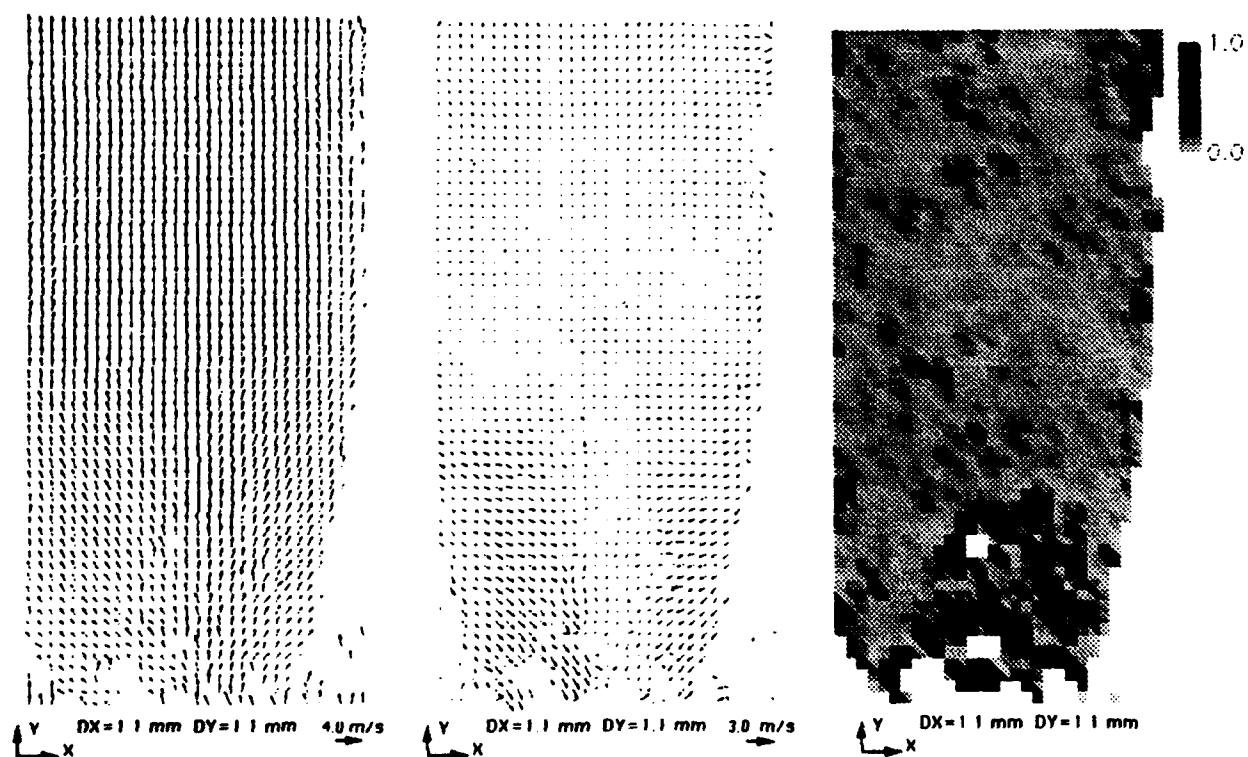 1.0
0.0
Y DX=1 1 mm DY=1 1 mm 4.0 m/s
X
Y DX=1.1 mm DY=1.1 mm 3.0 m/s
X
Y DX=1 1 mm DY=1 1 mm
X